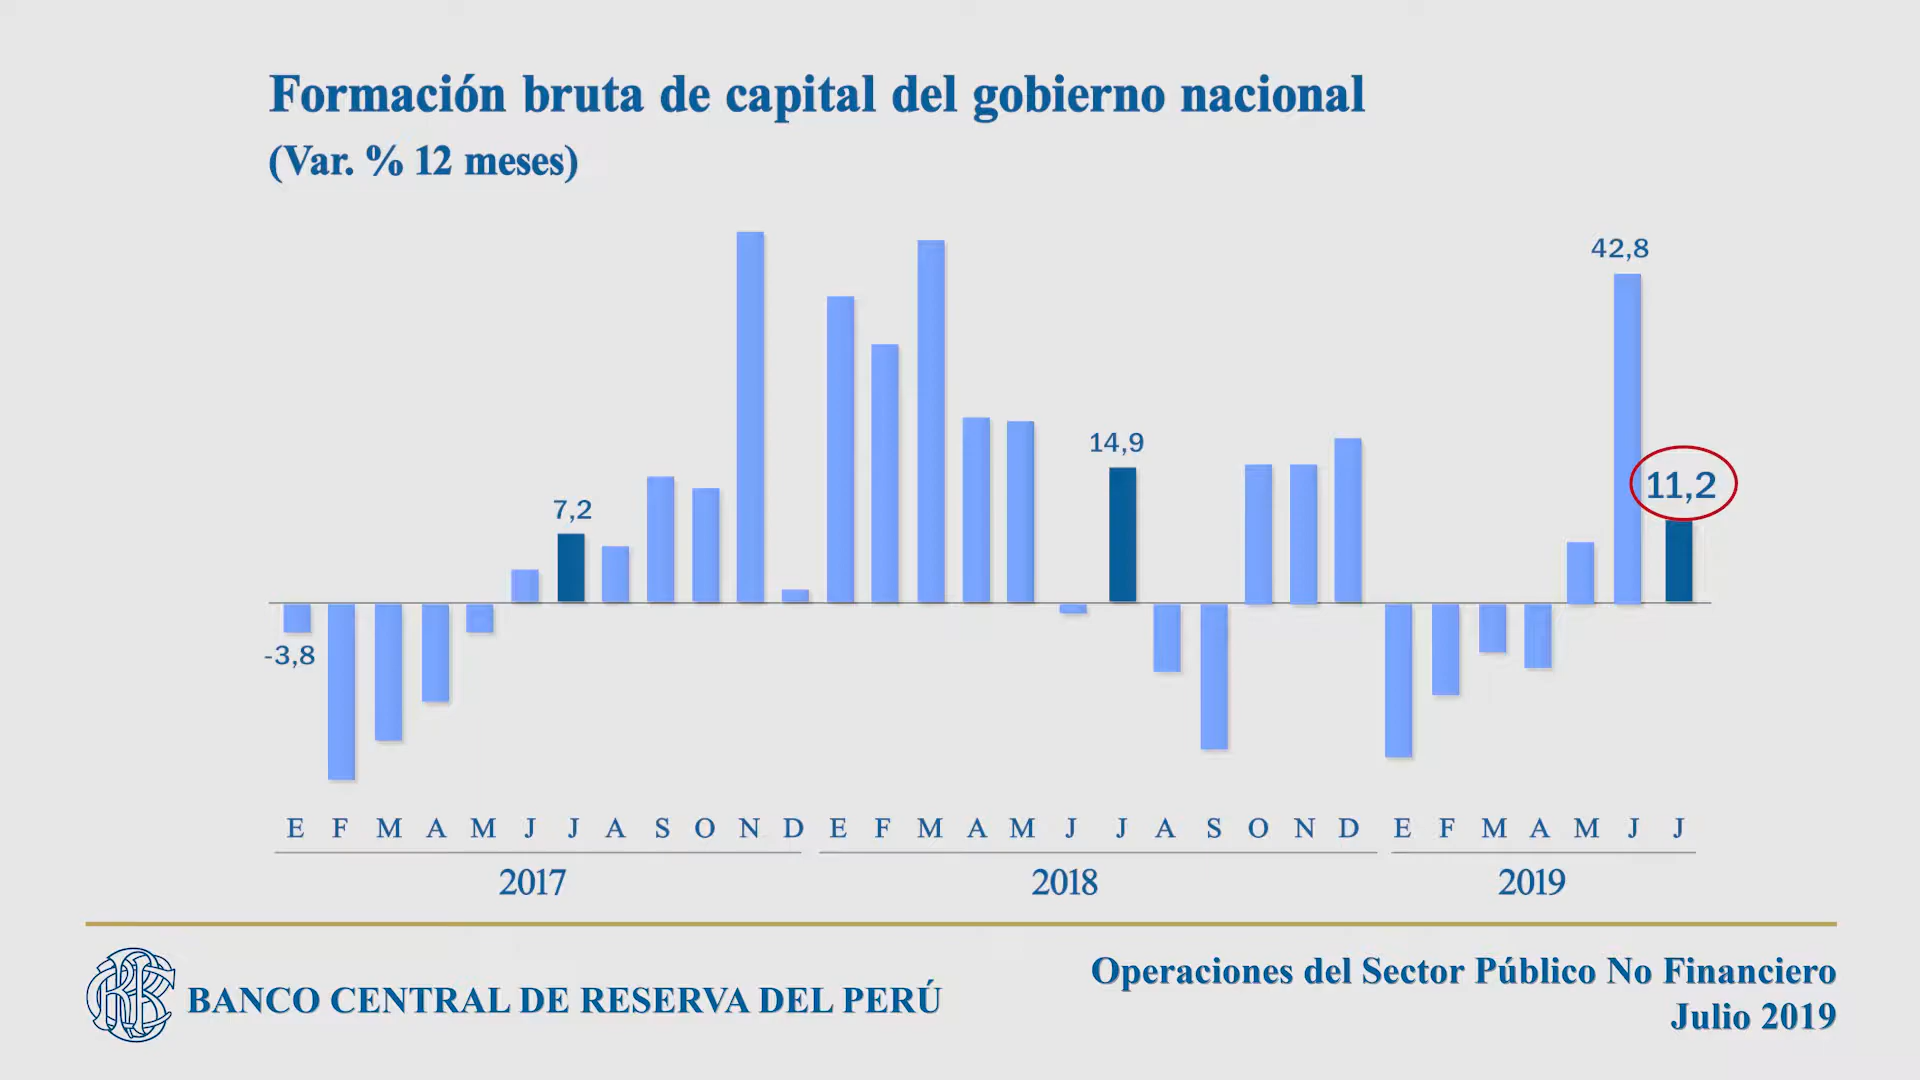 Formación bruta de capital del gobierno nacional
(Var. % 12 meses)
42,8
14,9
11,2
7,2
-3,8
E F M A M J J A S O N D E F M A M J J A S O N D E F M A M J J
2017 2018 2019
BANCO CENTRAL DE RESERVA DEL PERÚ
Operaciones del Sector Público No Financiero
Julio 2019